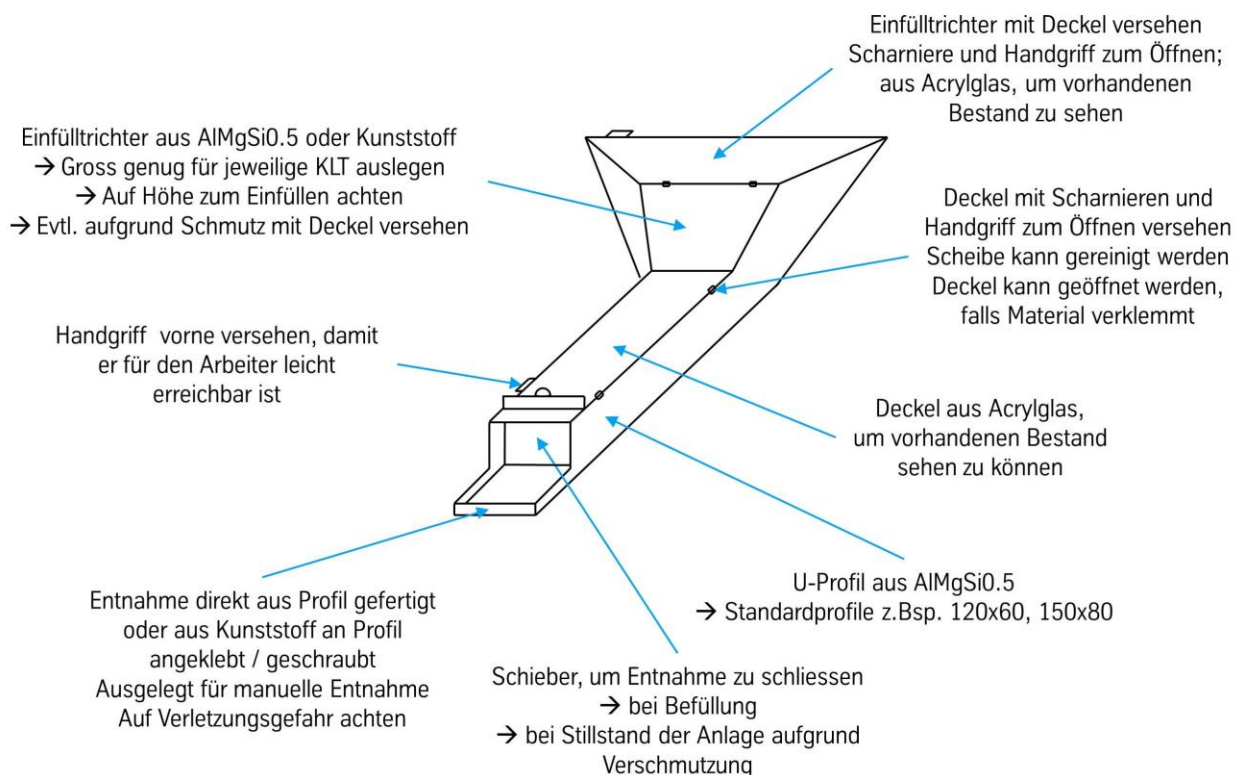 Einfülltrichter mit Deckel versehen
Scharniere und Handgriff zum Öffnen;
aus Acrylglas, um vorhandenen
Bestand zu sehen
Einfülltrichter aus AlMgSi0.5 oder Kunststoff
→ Gross genug für jeweilige KLT auslegen
→ Auf Höhe zum Einfüllen achten
→ Evtl. aufgrund Schmutz mit Deckel versehen
Deckel mit Scharnieren und
Handgriff zum Öffnen versehen
Scheibe kann gereinigt werden
Deckel kann geöffnet werden,
falls Material verklemmt
Handgriff vorne versehen, damit
er für den Arbeiter leicht
erreichbar ist
Deckel aus Acrylglas,
um vorhandenen Bestand
sehen zu können
U-Profil aus AlMgSi0.5
→ Standardprofile z.Bsp. 120x60, 150x80
Entnahme direkt aus Profil gefertigt
oder aus Kunststoff an Profil
angeklebt / geschraubt
Ausgelegt für manuelle Entnahme
Auf Verletzungsgefahr achten
Schieber, um Entnahme zu schliessen
→ bei Befüllung
→ bei Stillstand der Anlage aufgrund
Verschmutzung